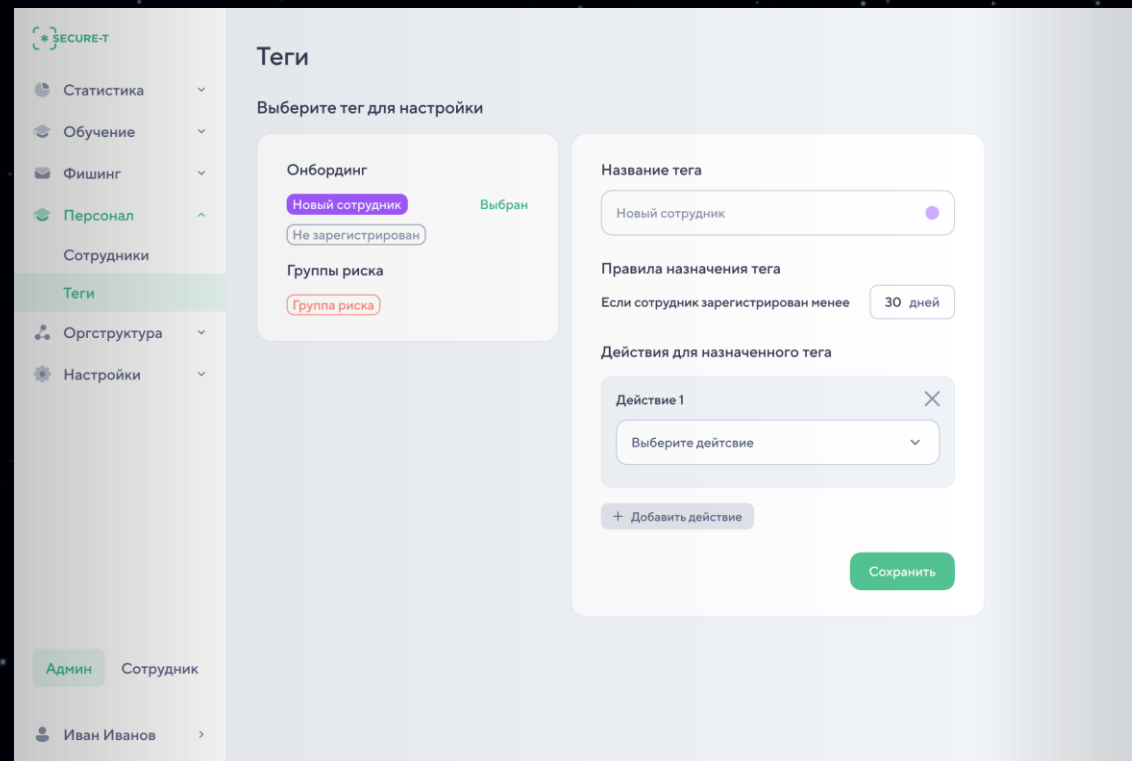 SECURE-T
Статистика
Обучение
Фишинг
Персонал
Сотрудники
Теги
Оргструктура
Настройки
Админ Сотрудник
Иван Иванов
Теги
Выберите тег для настройки
Онбординг
Новый сотрудник Выбран
Не зарегистрирован
Группы риска
Группа риска
Название тега
Новый сотрудник
Правила назначения тега
Если сотрудник зарегистрирован менее 30 дней
Действия для назначенного тега
Действие 1
Выберите дейтсвие
+ Добавить действие
Сохранить